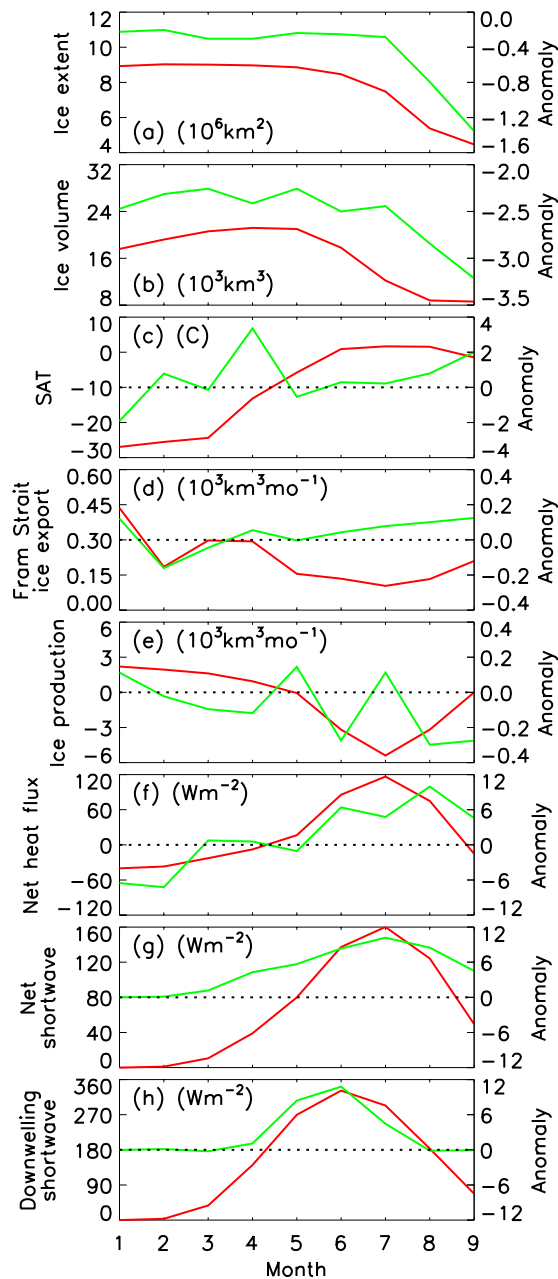 12
10
8
6
4
Ice extent
(a) (10⁶km²)
0.0
−0.4
−0.8
−1.2
−1.6
Anomaly
32
24
16
8
Ice volume
(b) (10³km³)
−2.0
−2.5
−3.0
−3.5
Anomaly
10
0
−10
−20
−30
SAT
(c) (C)
4
2
0
−2
−4
Anomaly
0.60
0.45
0.30
0.15
0.00
Fram Strait
ice export
(d) (10³km³mo⁻¹)
0.4
0.2
0.0
−0.2
−0.4
Anomaly
6
3
0
−3
−6
Ice production
(e) (10³km³mo⁻¹)
0.4
0.2
0.0
−0.2
−0.4
Anomaly
120
60
0
−60
−120
Net heat flux
(f) (Wm⁻²)
12
6
0
−6
−12
Anomaly
160
120
80
40
0
Net
shortwave
(g) (Wm⁻²)
12
6
0
−6
−12
Anomaly
360
270
180
90
0
Downwelling
shortwave
(h) (Wm⁻²)
12
6
0
−6
−12
Anomaly
1 2 3 4 5 6 7 8 9
Month